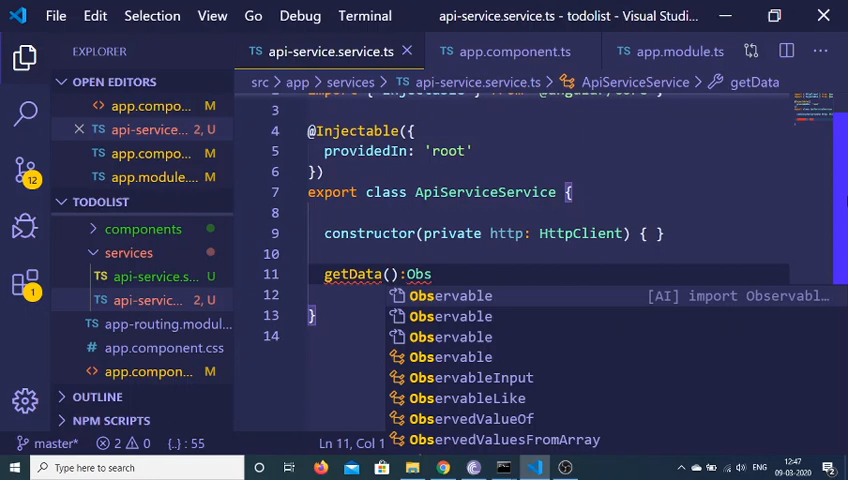 File Edit Selection View Go Debug Terminal api-service.service.ts - todolist - Visual Studi...
EXPLORER
TS api-service.service.ts
TS app.component.ts
TS app.module.ts
OPEN EDITORS
src > app > services > TS api-service.service.ts > ApiServiceService > getData
<> app.compo... M
TS api-service... 2, U
TS app.compo... M
TS app.module.... M
TODOLIST
components
services
TS api-service.s... U
TS api-servic... 2, U
TS app-routing.modul...
# app.component.css
<> app.compon... M
OUTLINE
NPM SCRIPTS
12
1
3
4 @Injectable({
5 providedIn: 'root'
6 })
7 export class ApiServiceService {
8
9 constructor(private http: HttpClient) { }
10
11 getData():Obs
12
13 }
14
Observable [AI] import Observabl...
Observable
Observable
Observable
ObservableInput
ObservableLike
ObservedValueOf
ObservedValuesFromArray
master* 2 0 {..} : 55 Ln 11, Col 1
Type here to search
ENG
12:47
09-03-2020
2